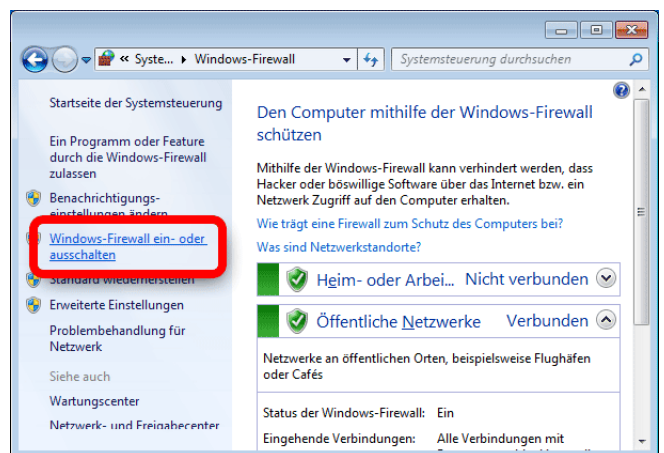 « Syste... ▸ Windows-Firewall
Systemsteuerung durchsuchen
Startseite der Systemsteuerung
Ein Programm oder Feature
durch die Windows-Firewall
zulassen
Benachrichtigungs-
einstellungen ändern
Windows-Firewall ein- oder
ausschalten
Standard wiederherstellen
Erweiterte Einstellungen
Problembehandlung für
Netzwerk
Siehe auch
Wartungscenter
Netzwerk- und Freigabecenter
Den Computer mithilfe der Windows-Firewall
schützen
Mithilfe der Windows-Firewall kann verhindert werden, dass
Hacker oder böswillige Software über das Internet bzw. ein
Netzwerk Zugriff auf den Computer erhalten.
Wie trägt eine Firewall zum Schutz des Computers bei?
Was sind Netzwerkstandorte?
Heim- oder Arbei... Nicht verbunden
Öffentliche Netzwerke Verbunden
Netzwerke an öffentlichen Orten, beispielsweise Flughäfen
oder Cafés
Status der Windows-Firewall: Ein
Eingehende Verbindungen: Alle Verbindungen mit